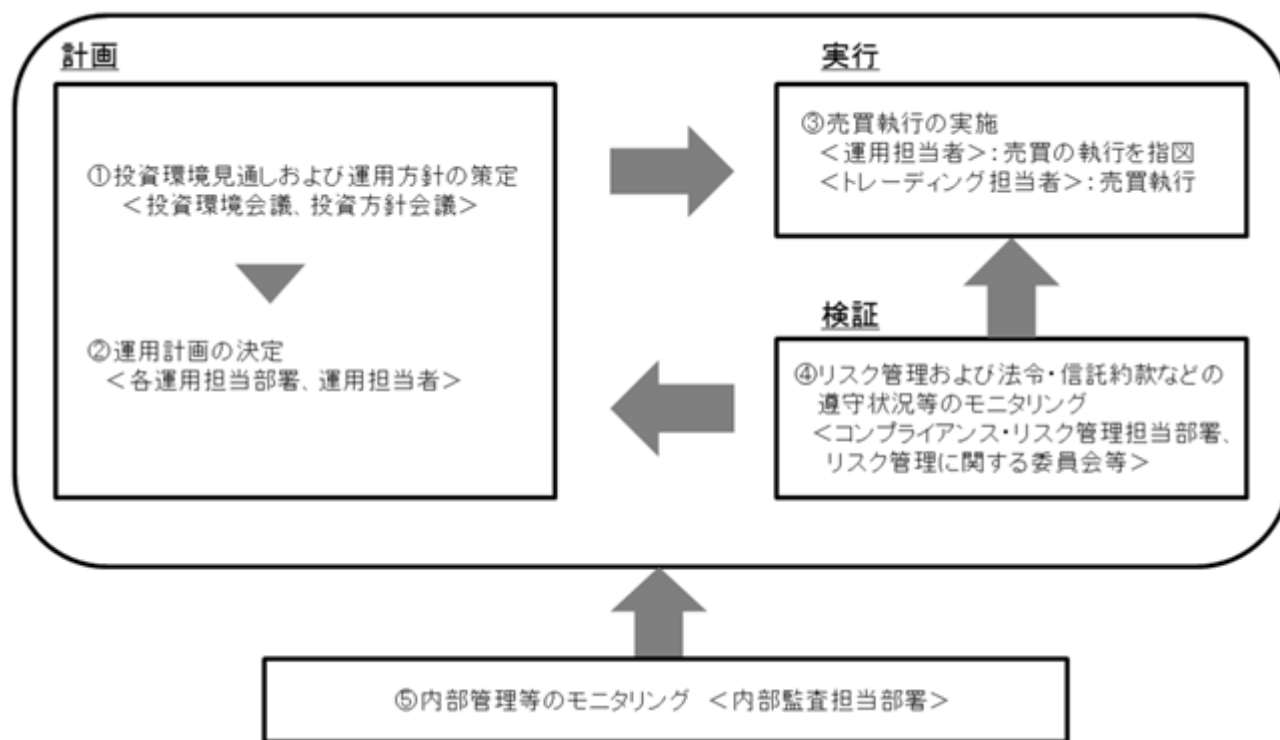 計画
①投資環境見通しおよび運用方針の策定
＜投資環境会議、投資方針会議＞
②運用計画の決定
＜各運用担当部署、運用担当者＞
実行
③売買執行の実施
＜運用担当者＞：売買の執行を指図
＜トレーディング担当者＞：売買執行
検証
④リスク管理および法令・信託約款などの
遵守状況等のモニタリング
＜コンプライアンス・リスク管理担当部署、
リスク管理に関する委員会等＞
⑤内部管理等のモニタリング ＜内部監査担当部署＞